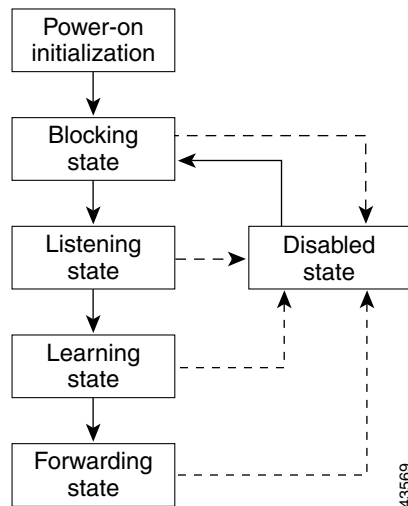 Power-on
initialization
Blocking
state
Listening
state
Disabled
state
Learning
state
Forwarding
state
43569